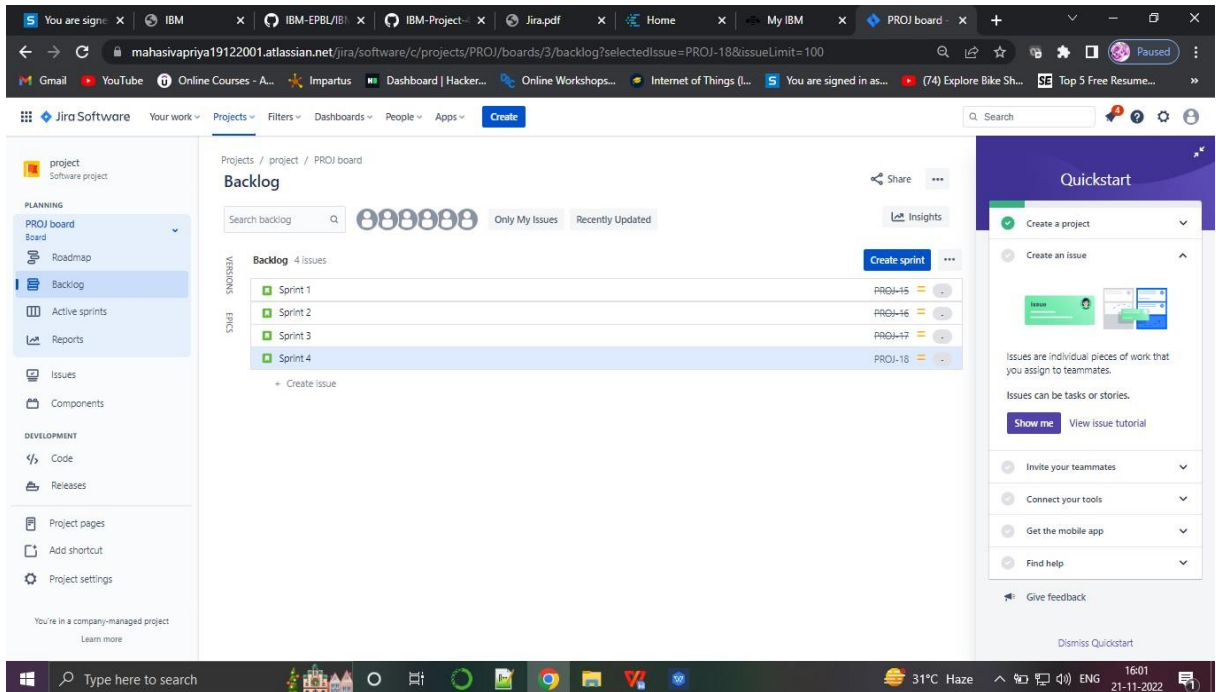 You are signe
IBM
IBM-EPBL/IB
IBM-Project-
Jira.pdf
Home
My IBM
PROJ board -
mahasivapriya19122001.atlassian.net/jira/software/c/projects/PROJ/boards/3/backlog?selectedIssue=PROJ-18&issueLimit=100
Paused
Gmail YouTube Online Courses - A... Impartus Dashboard | Hacker... Online Workshops... Internet of Things (I... You are signed in as... (74) Explore Bike Sh... SE Top 5 Free Resume... »
Jira Software Your work Projects Filters Dashboards People Apps Create Search 4
project
Software project
PLANNING
PROJ board
Board
Roadmap
Backlog
Active sprints
Reports
Issues
Components
DEVELOPMENT
Code
Releases
Project pages
Add shortcut
Project settings
You're in a company-managed project
Learn more
Projects / project / PROJ board
Backlog
Share
Search backlog
Only My Issues Recently Updated
Insights
VERSIONS
EPICS
Backlog 4 issues
Create sprint
Sprint 1 PROJ-15 -
Sprint 2 PROJ-16 -
Sprint 3 PROJ-17 -
Sprint 4 PROJ-18 -
+ Create issue
Quickstart
Create a project
Create an issue
Issue
Issues are individual pieces of work that
you assign to teammates.
Issues can be tasks or stories.
Show me View issue tutorial
Invite your teammates
Connect your tools
Get the mobile app
Find help
Give feedback
Dismiss Quickstart
Type here to search
31°C Haze
ENG
16:01
21-11-2022
1